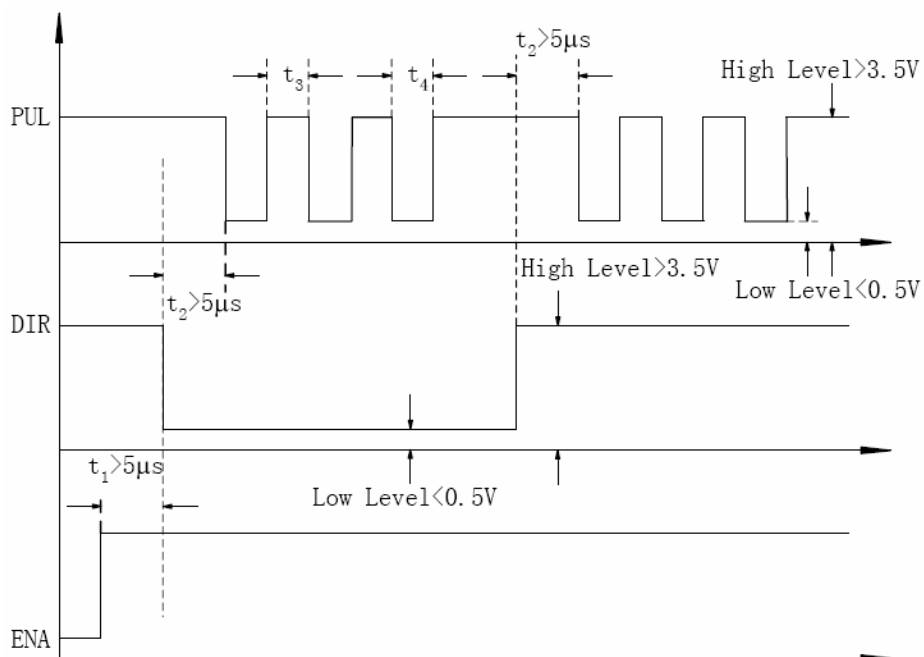 t₂>5μs
t₃
t₄
High Level>3.5V
PUL
High Level>3.5V
Low Level<0.5V
t₂>5μs
DIR
t₁>5μs
Low Level<0.5V
ENA